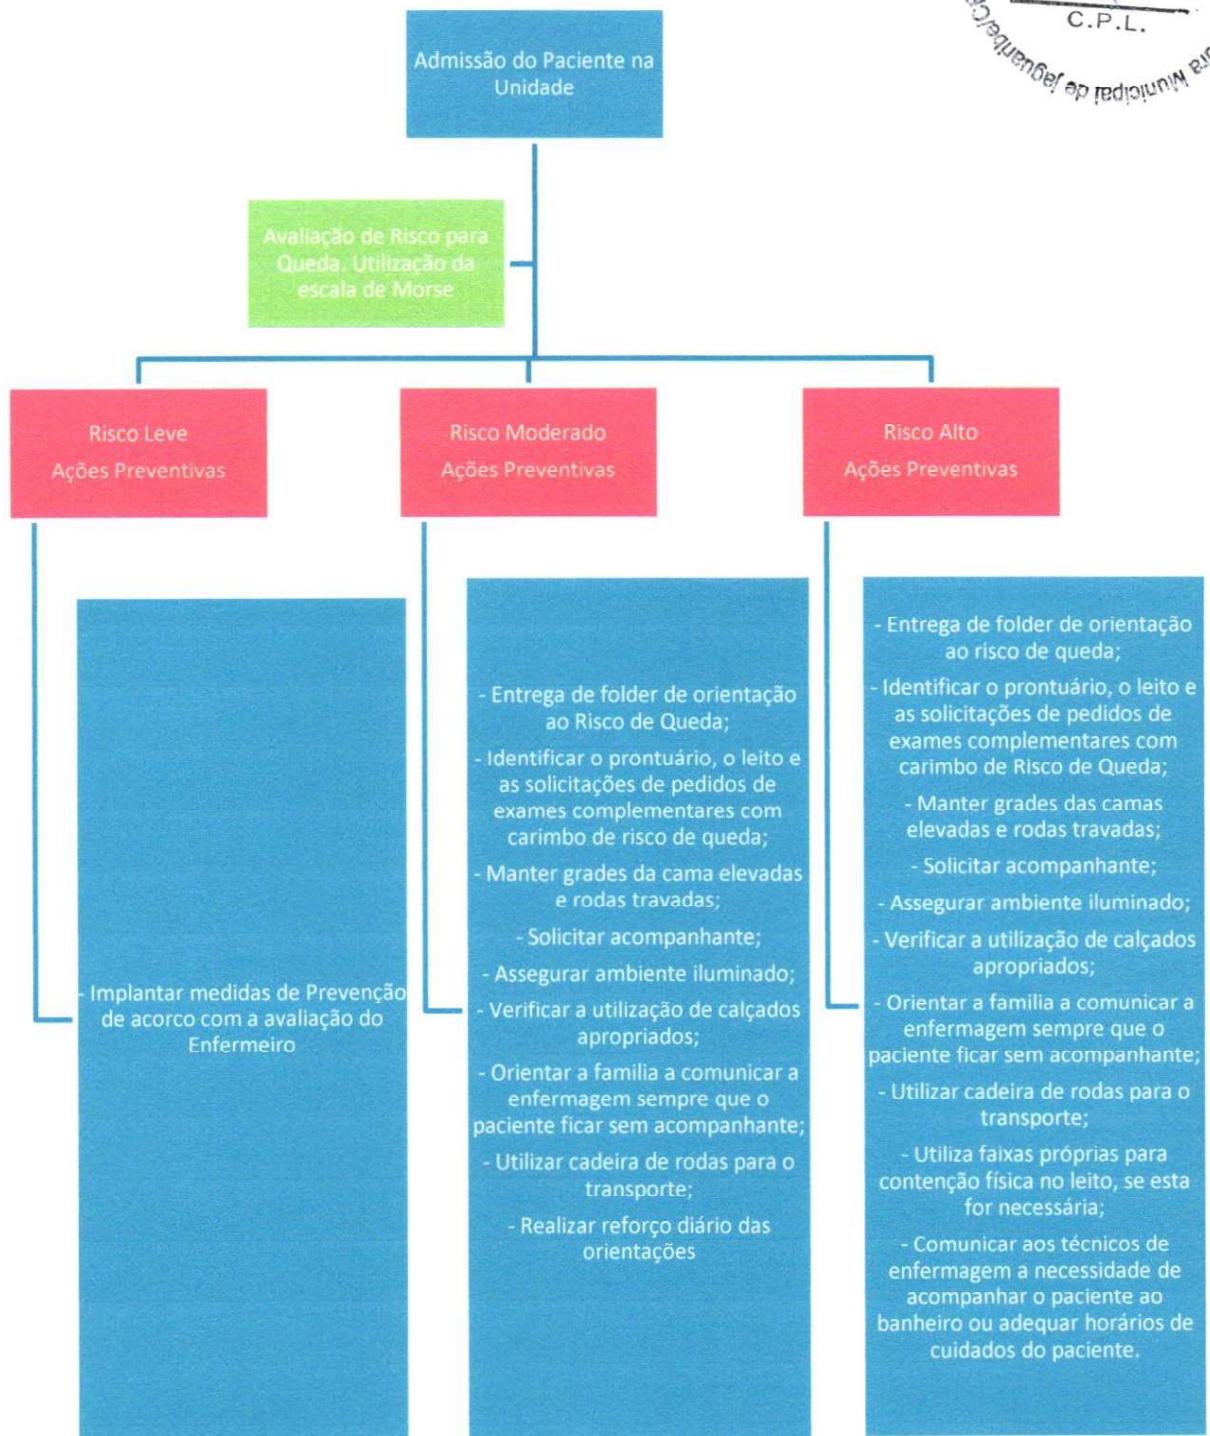 C.P.L.
Municipal de Jaguaribe/C
Admissão do Paciente na
Unidade
Avaliação de Risco para
Queda. Utilização da
escala de Morse
Risco Leve
Ações Preventivas
Risco Moderado
Ações Preventivas
Risco Alto
Ações Preventivas
- Implantar medidas de Prevenção
de acorco com a avaliação do
Enfermeiro
- Entrega de folder de orientação
ao Risco de Queda;
- Identificar o prontuário, o leito e
as solicitações de pedidos de
exames complementares com
carimbo de risco de queda;
- Manter grades da cama elevadas
e rodas travadas;
- Solicitar acompanhante;
- Assegurar ambiente iluminado;
- Verificar a utilização de calçados
apropriados;
- Orientar a familia a comunicar a
enfermagem sempre que o
paciente ficar sem acompanhante;
- Utilizar cadeira de rodas para o
transporte;
- Realizar reforço diário das
orientações
- Entrega de folder de orientação
ao risco de queda;
- Identificar o prontuário, o leito e
as solicitações de pedidos de
exames complementares com
carimbo de Risco de Queda;
- Manter grades das camas
elevadas e rodas travadas;
- Solicitar acompanhante;
- Assegurar ambiente iluminado;
- Verificar a utilização de calçados
apropriados;
- Orientar a familia a comunicar a
enfermagem sempre que o
paciente ficar sem acompanhante;
- Utilizar cadeira de rodas para o
transporte;
- Utiliza faixas próprias para
contenção física no leito, se esta
for necessária;
- Comunicar aos técnicos de
enfermagem a necessidade de
acompanhar o paciente ao
banheiro ou adequar horários de
cuidados do paciente.